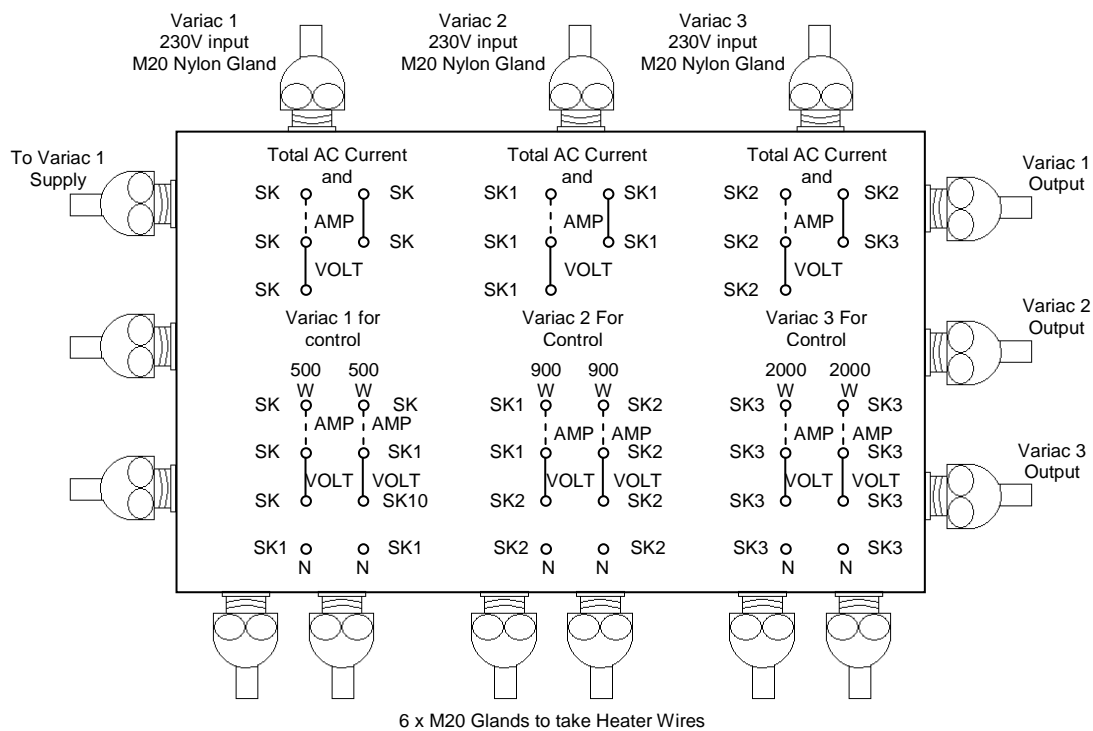 Variac 1
230V input
M20 Nylon Gland
Variac 2
230V input
M20 Nylon Gland
Variac 3
230V input
M20 Nylon Gland
To Variac 1
Supply
Total AC Current
and
Total AC Current
and
Total AC Current
and
Variac 1
Output
SK SK SK1 SK1 SK2 SK2
AMP AMP AMP
SK SK SK1 SK1 SK2 SK3
VOLT VOLT VOLT
SK SK1 SK2
Variac 1 for
control
Variac 2 For
Control
Variac 3 For
Control
Variac 2
Output
500 500 900 900 2000 2000
W W W W W W
SK SK SK1 SK2 SK3 SK3
AMP AMP AMP AMP AMP AMP
SK SK1 SK1 SK2 SK3 SK3
Variac 3
Output
VOLT VOLT VOLT VOLT VOLT VOLT
SK SK10 SK2 SK2 SK3 SK3
SK1 SK1 SK2 SK2 SK3 SK3
N N N N N N
6 x M20 Glands to take Heater Wires